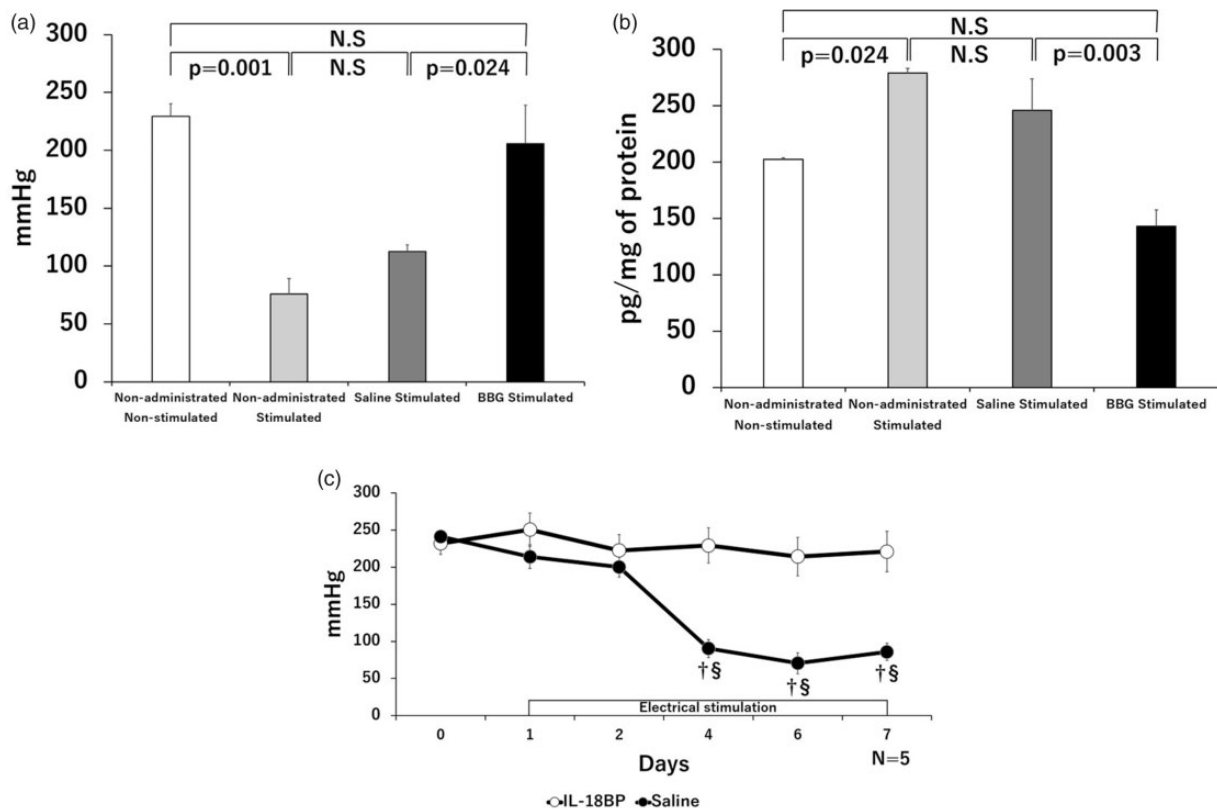 (a)
300
250
200
150
100
50
0
mmHg
N.S
p=0.001
N.S
p=0.024
Non-administrated
Non-stimulated
Non-administrated
Stimulated
Saline Stimulated
BBG Stimulated
(b)
300
250
200
150
100
50
0
pg/mg of protein
N.S
p=0.024
N.S
p=0.003
Non-administrated
Non-stimulated
Non-administrated
Stimulated
Saline Stimulated
BBG Stimulated
(c)
300
250
200
150
100
50
0
mmHg
†§
†§
†§
Electrical stimulation
0 1 2 4 6 7
Days
N=5
IL-18BP Saline